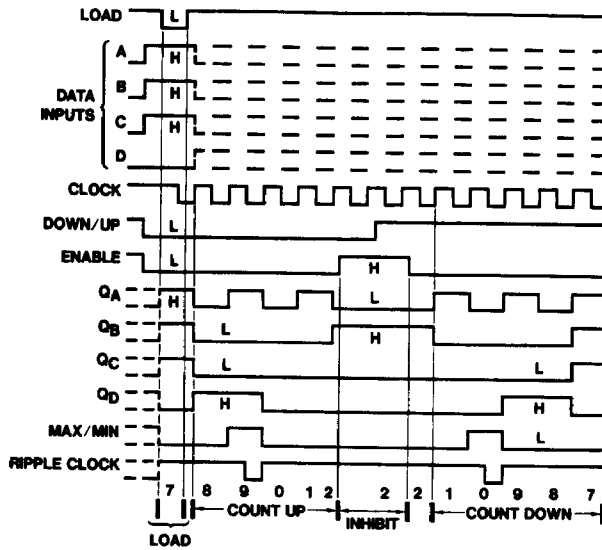 LOAD L
A H
B H
DATA
INPUTS
C H
D
CLOCK
DOWN/UP L
ENABLE L H
QA H L
QB L H
QC L L
QD H H
MAX/MIN L
RIPPLE CLOCK
7 8 9 0 1 2 2 2 1 0 9 8 7
COUNT UP INHIBIT COUNT DOWN
LOAD